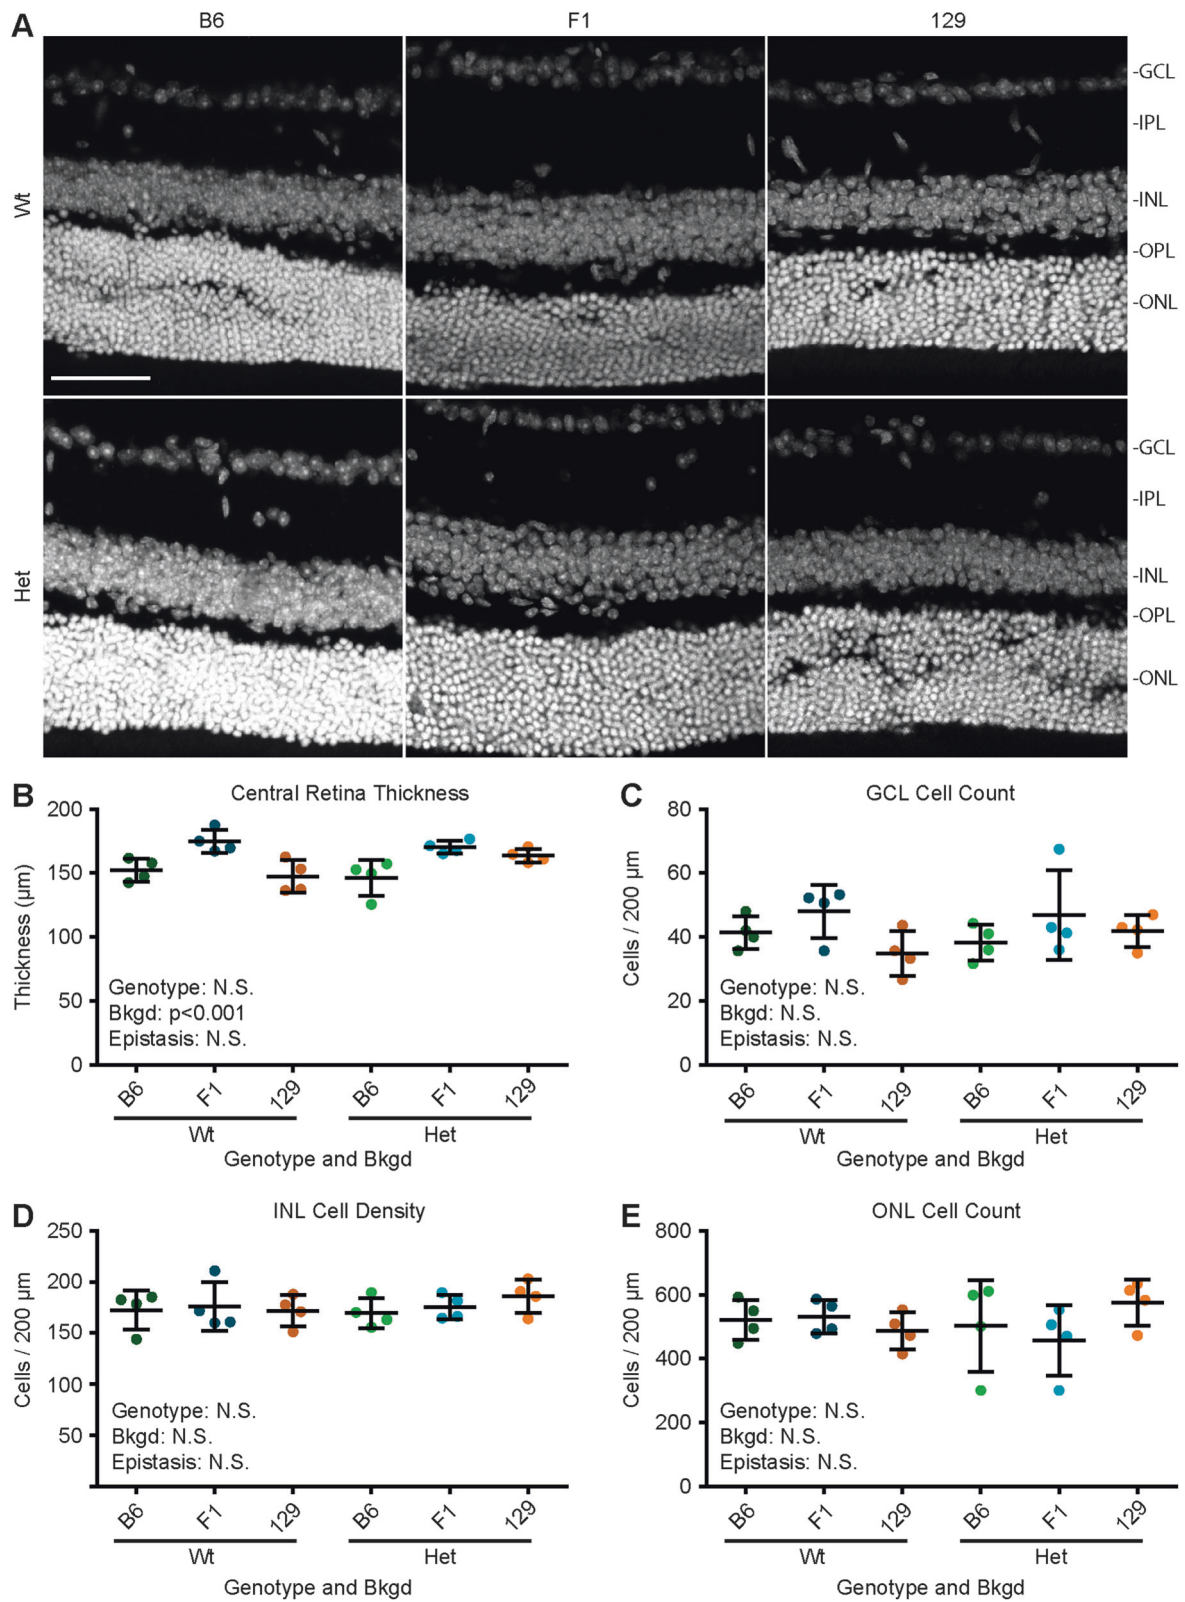 A
B6 F1 129
Wt
-GCL
-IPL
-INL
-OPL
-ONL
Het
-GCL
-IPL
-INL
-OPL
-ONL
B
Central Retina Thickness
Thickness (µm)
200
150
100
50
0
Genotype: N.S.
Bkgd: p<0.001
Epistasis: N.S.
B6 F1 129 B6 F1 129
Wt Het
Genotype and Bkgd
C
GCL Cell Count
Cells / 200 µm
80
60
40
20
0
Genotype: N.S.
Bkgd: N.S.
Epistasis: N.S.
B6 F1 129 B6 F1 129
Wt Het
Genotype and Bkgd
D
INL Cell Density
Cells / 200 µm
250
200
150
100
50
Genotype: N.S.
Bkgd: N.S.
Epistasis: N.S.
B6 F1 129 B6 F1 129
Wt Het
Genotype and Bkgd
E
ONL Cell Count
Cells / 200 µm
800
600
400
200
0
Genotype: N.S.
Bkgd: N.S.
Epistasis: N.S.
B6 F1 129 B6 F1 129
Wt Het
Genotype and Bkgd